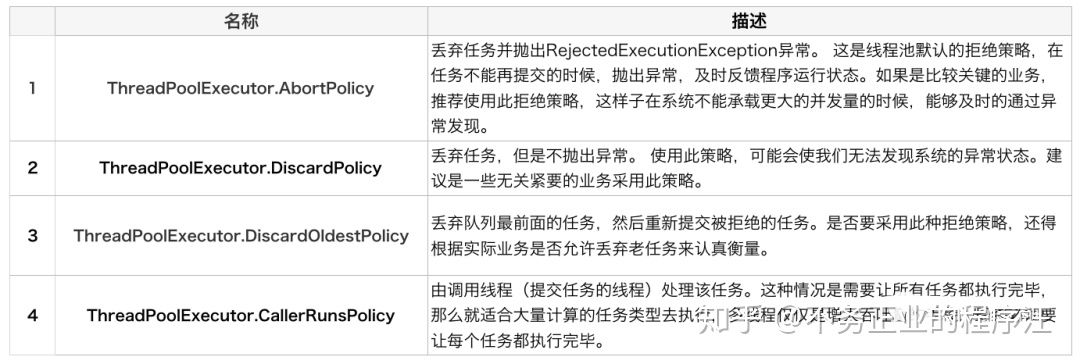 名称 描述
丢弃任务并抛出RejectedExecutionException异常。 这是线程池默认的拒绝策略，在
任务不能再提交的时候，抛出异常，及时反馈程序运行状态。如果是比较关键的业务，
1 ThreadPoolExecutor.AbortPolicy
推荐使用此拒绝策略，这样子在系统不能承载更大的并发量的时候，能够及时的通过异
常发现。
2 ThreadPoolExecutor.DiscardPolicy
丢弃任务，但是不抛出异常。 使用此策略，可能会使我们无法发现系统的异常状态。建
议是一些无关紧要的业务采用此策略。
3 ThreadPoolExecutor.DiscardOldestPolicy
丢弃队列最前面的任务，然后重新提交被拒绝的任务。是否要采用此种拒绝策略，还得
根据实际业务是否允许丢弃老任务来认真衡量。
4 ThreadPoolExecutor.CallerRunsPolicy
由调用线程（提交任务的线程）处理该任务。这种情况是需要让所有任务都执行完毕，
那么就适合大量计算的任务类型去执行，多线程仅仅是增大吞吐 要
让每个任务都执行完毕。
知乎 @不务正业的程序汪